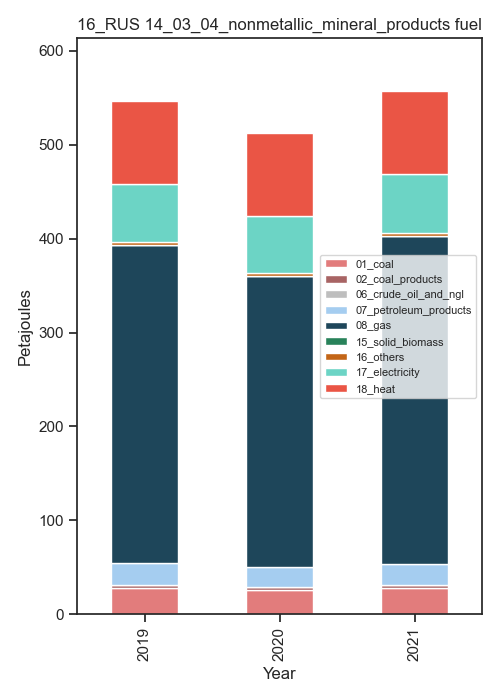 16_RUS 14_03_04_nonmetallic_mineral_products fuel
600
500
400
300
200
100
0
Petajoules
01_coal
02_coal_products
06_crude_oil_and_ngl
07_petroleum_products
08_gas
15_solid_biomass
16_others
17_electricity
18_heat
2019
2020
2021
Year